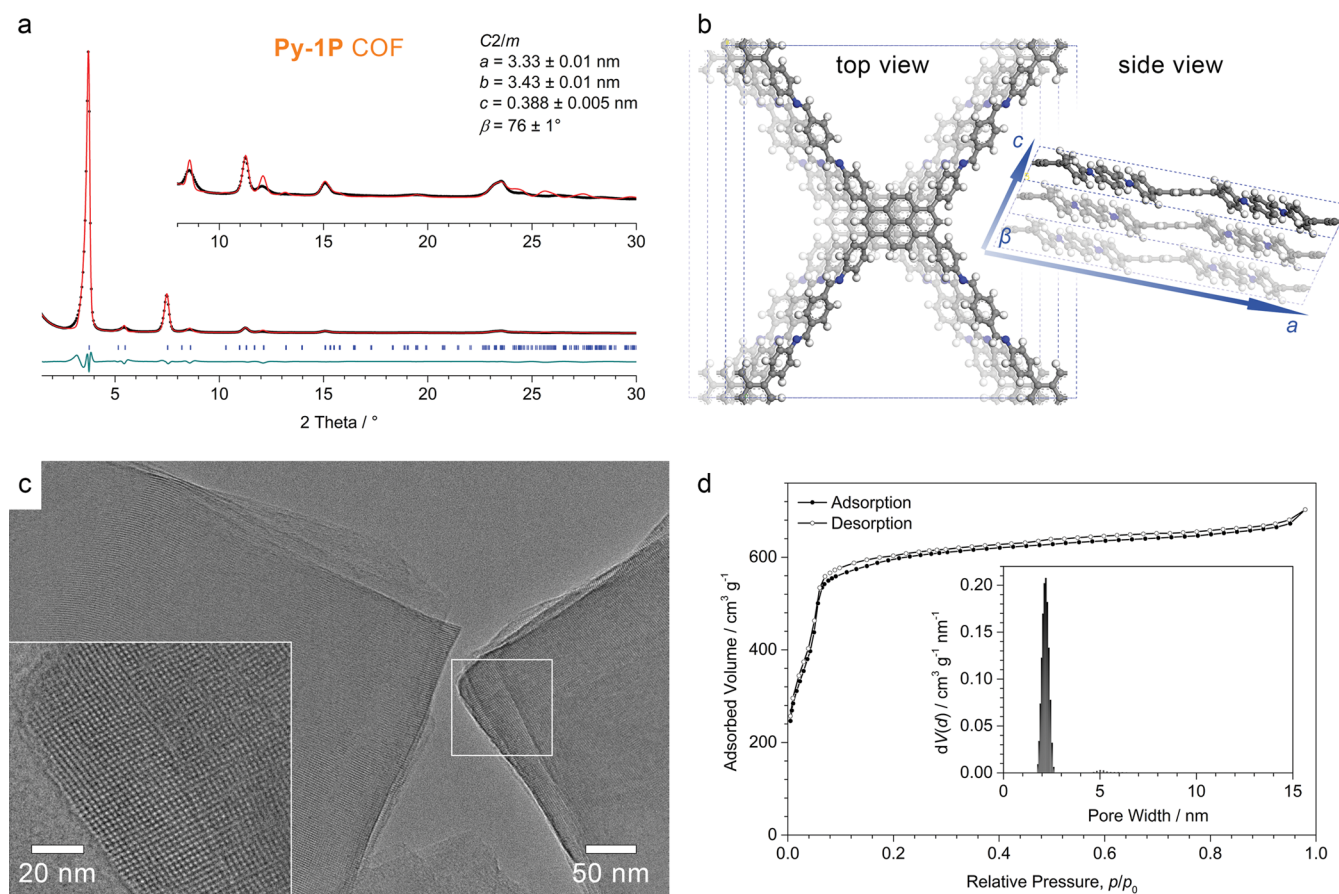 a
Py-1P COF
C2/m
a = 3.33 ± 0.01 nm
b = 3.43 ± 0.01 nm
c = 0.388 ± 0.005 nm
β = 76 ± 1°
10 15 20 25 30
5 10 15 20 25 30
2 Theta / °
b
top view
side view
c
β
a
c
20 nm
50 nm
d
Adsorption
Desorption
600
400
200
0
Adsorbed Volume / cm³ g⁻¹
0.0 0.2 0.4 0.6 0.8 1.0
Relative Pressure, p/p₀
0.20
0.15
0.10
0.05
0.00
dV(d) / cm³ g⁻¹ nm⁻¹
0 5 10 15
Pore Width / nm